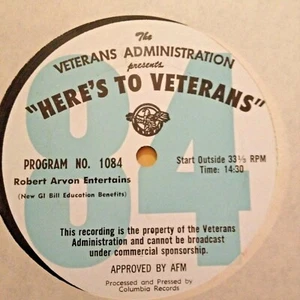 The
VETERANS ADMINISTRATION
presents
"HERE'S TO VETERANS"
84
PROGRAM NO. 1084
Start Outside 33⅓ RPM
Robert Arvon Entertains
Time: 14:30
(New GI Bill Education Benefits)
This recording is the property of the Veterans
Administration and cannot be broadcast
under commercial sponsorship.
APPROVED BY AFM
Processed and Pressed by
Columbia Records